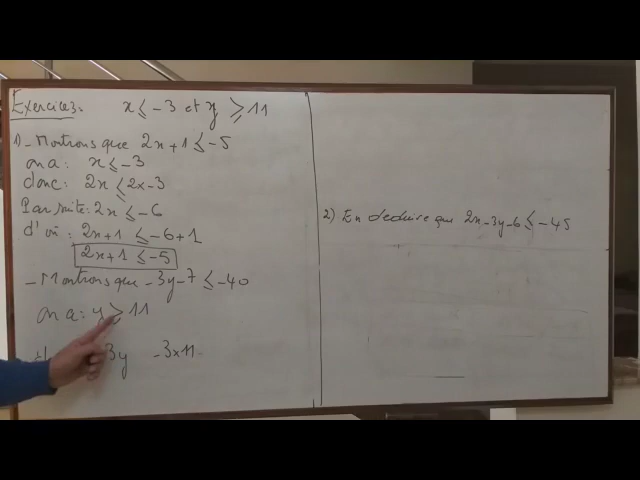 Exercice3: x ≤ -3 et y ≥ 11
1)_ Montrons que 2x+1 ≤ -5
on a: x ≤ -3
donc: 2x ≤ 2x-3
Par suite: 2x ≤ -6
d'où: 2x+1 ≤ -6+1
2x+1 ≤ -5
_ Montrons que -3y-7 ≤ -40
on a: y ≥ 11
3y -3x11
2) En déduire que 2x-3y-6 ≤ -45